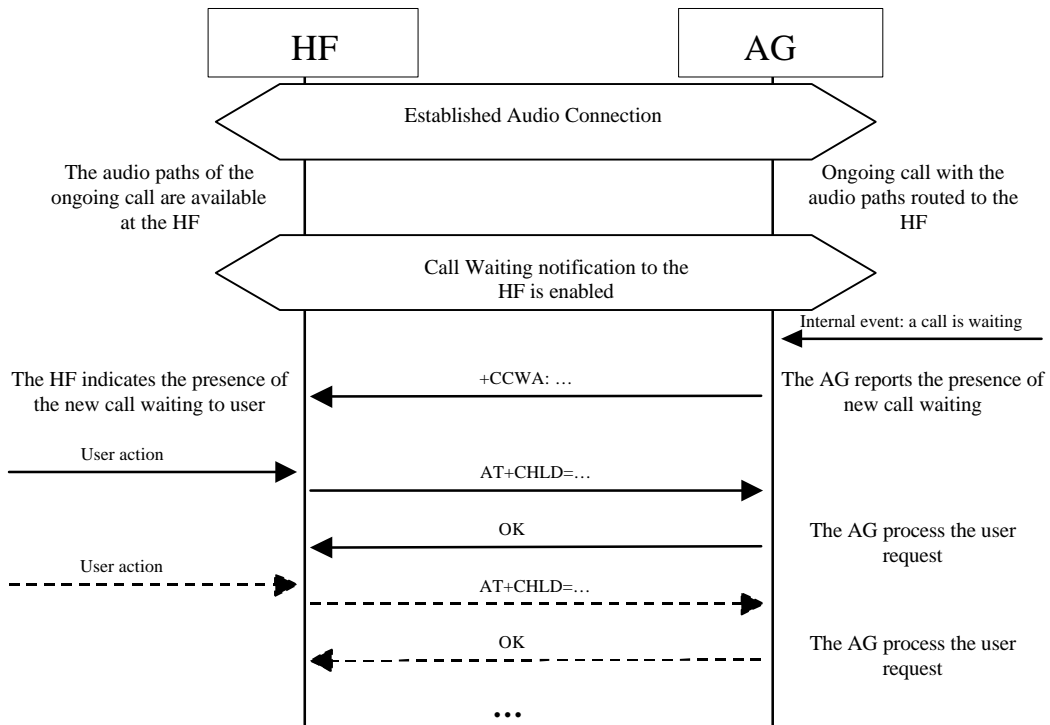 HF
AG
Established Audio Connection
The audio paths of the
ongoing call are available
at the HF
Ongoing call with the
audio paths routed to the
HF
Call Waiting notification to the
HF is enabled
Internal event: a call is waiting
The HF indicates the presence of
the new call waiting to user
+CCWA: …
The AG reports the presence of
new call waiting
User action
AT+CHLD=…
OK
The AG process the user
request
User action
AT+CHLD=…
OK
The AG process the user
request
…